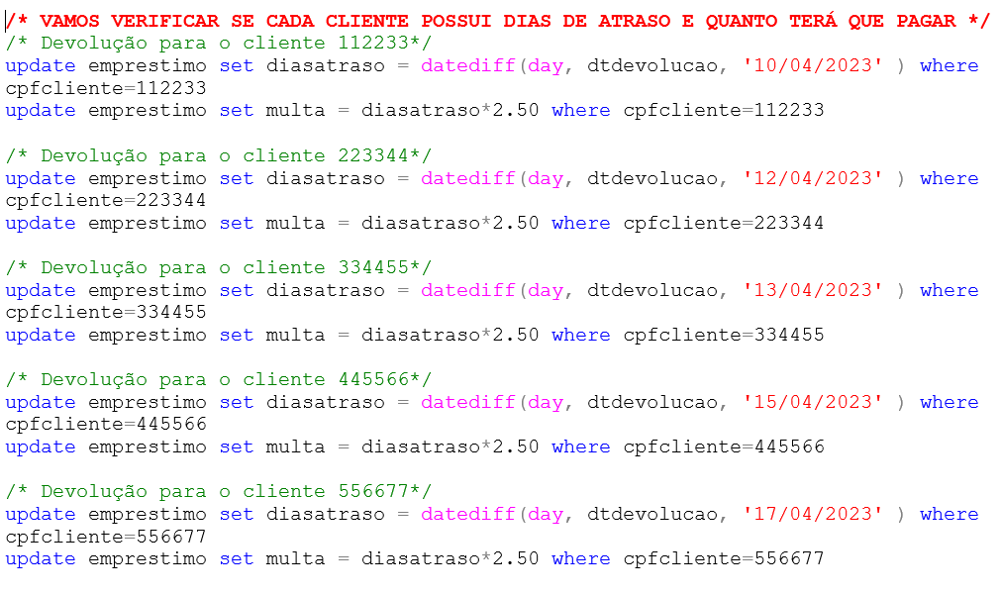 /* VAMOS VERIFICAR SE CADA CLIENTE POSSUI DIAS DE ATRASO E QUANTO TERÁ QUE PAGAR */
/* Devolução para o cliente 112233*/
update emprestimo set diasatraso = datediff(day, dtdevolucao, '10/04/2023' ) where
cpfcliente=112233
update emprestimo set multa = diasatraso*2.50 where cpfcliente=112233
/* Devolução para o cliente 223344*/
update emprestimo set diasatraso = datediff(day, dtdevolucao, '12/04/2023' ) where
cpfcliente=223344
update emprestimo set multa = diasatraso*2.50 where cpfcliente=223344
/* Devolução para o cliente 334455*/
update emprestimo set diasatraso = datediff(day, dtdevolucao, '13/04/2023' ) where
cpfcliente=334455
update emprestimo set multa = diasatraso*2.50 where cpfcliente=334455
/* Devolução para o cliente 445566*/
update emprestimo set diasatraso = datediff(day, dtdevolucao, '15/04/2023' ) where
cpfcliente=445566
update emprestimo set multa = diasatraso*2.50 where cpfcliente=445566
/* Devolução para o cliente 556677*/
update emprestimo set diasatraso = datediff(day, dtdevolucao, '17/04/2023' ) where
cpfcliente=556677
update emprestimo set multa = diasatraso*2.50 where cpfcliente=556677